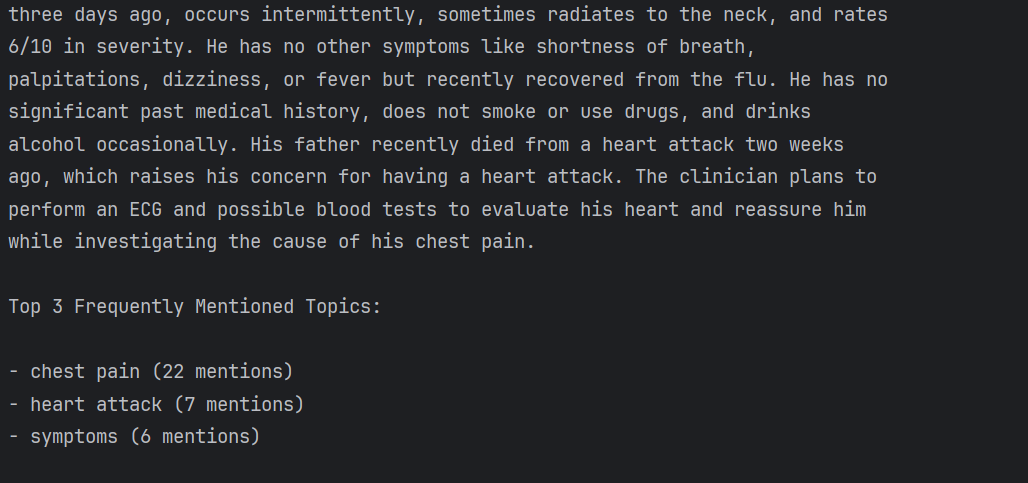 three days ago, occurs intermittently, sometimes radiates to the neck, and rates
6/10 in severity. He has no other symptoms like shortness of breath,
palpitations, dizziness, or fever but recently recovered from the flu. He has no
significant past medical history, does not smoke or use drugs, and drinks
alcohol occasionally. His father recently died from a heart attack two weeks
ago, which raises his concern for having a heart attack. The clinician plans to
perform an ECG and possible blood tests to evaluate his heart and reassure him
while investigating the cause of his chest pain.
Top 3 Frequently Mentioned Topics:
- chest pain (22 mentions)
- heart attack (7 mentions)
- symptoms (6 mentions)